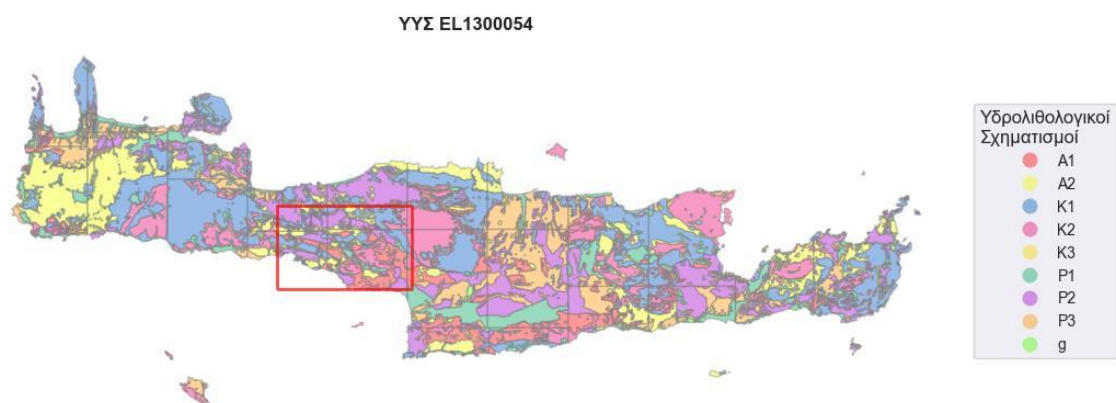 ΥΥΣ EL1300054
Υδρολιθολογικοί
Σχηματισμοί
A1
A2
K1
K2
K3
P1
P2
P3
g